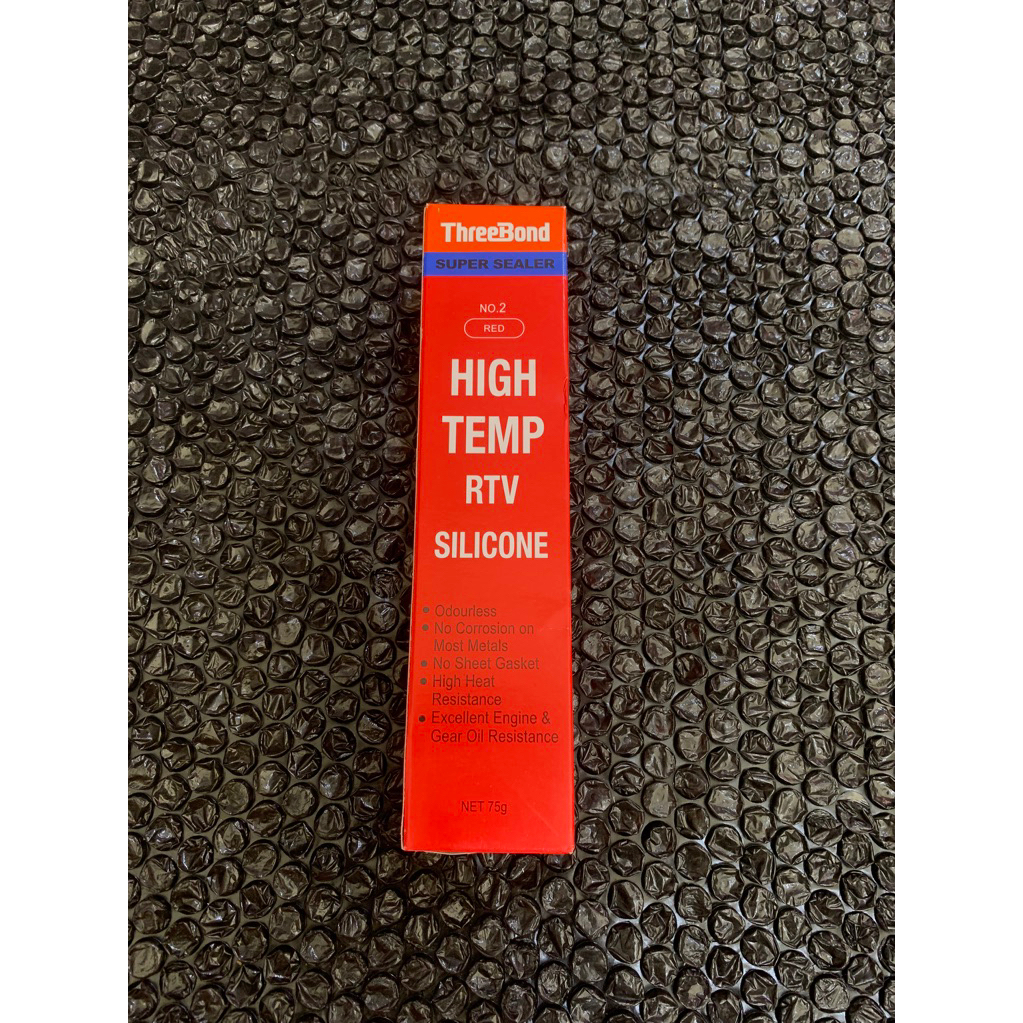 ThreeBond
SUPER SEALER
NO.2
RED
HIGH
TEMP
RTV
SILICONE
• Odourless
• No Corrosion on
Most Metals
• No Sheet Gasket
• High Heat
Resistance
• Excellent Engine &
Gear Oil Resistance
NET 75g